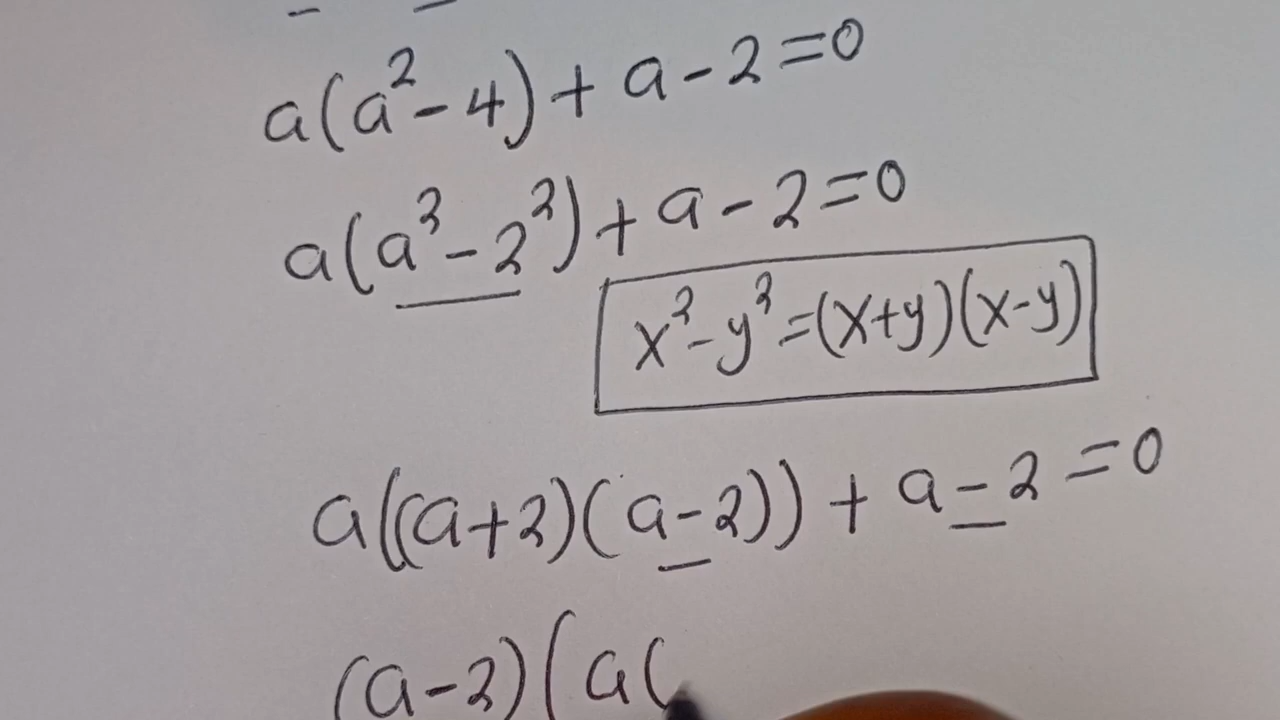 a(a²-4)+a-2=0
a(a²-2²)+a-2=0
x²-y²=(x+y)(x-y)
a((a+2)(a-2))+a-2=0
(a-2)(a(